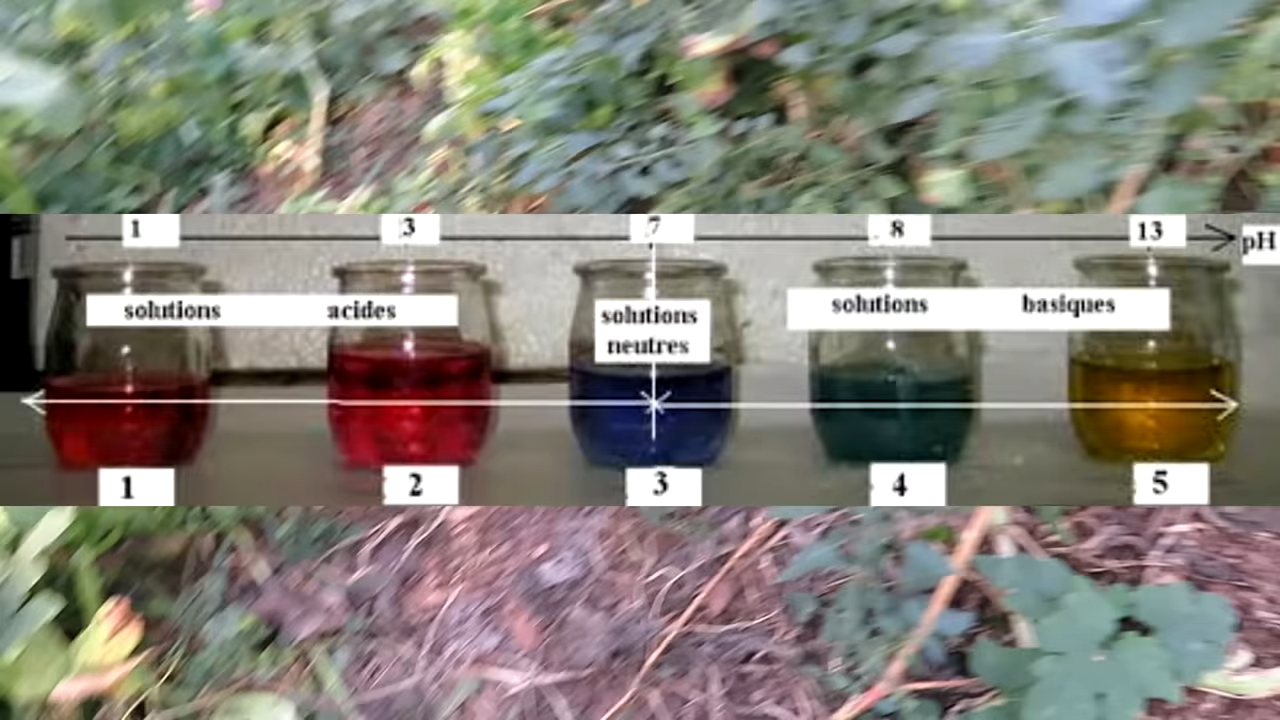 1 3 7 8 13
pH
solutions acides
solutions neutres
solutions basiques
1 2 3 4 5